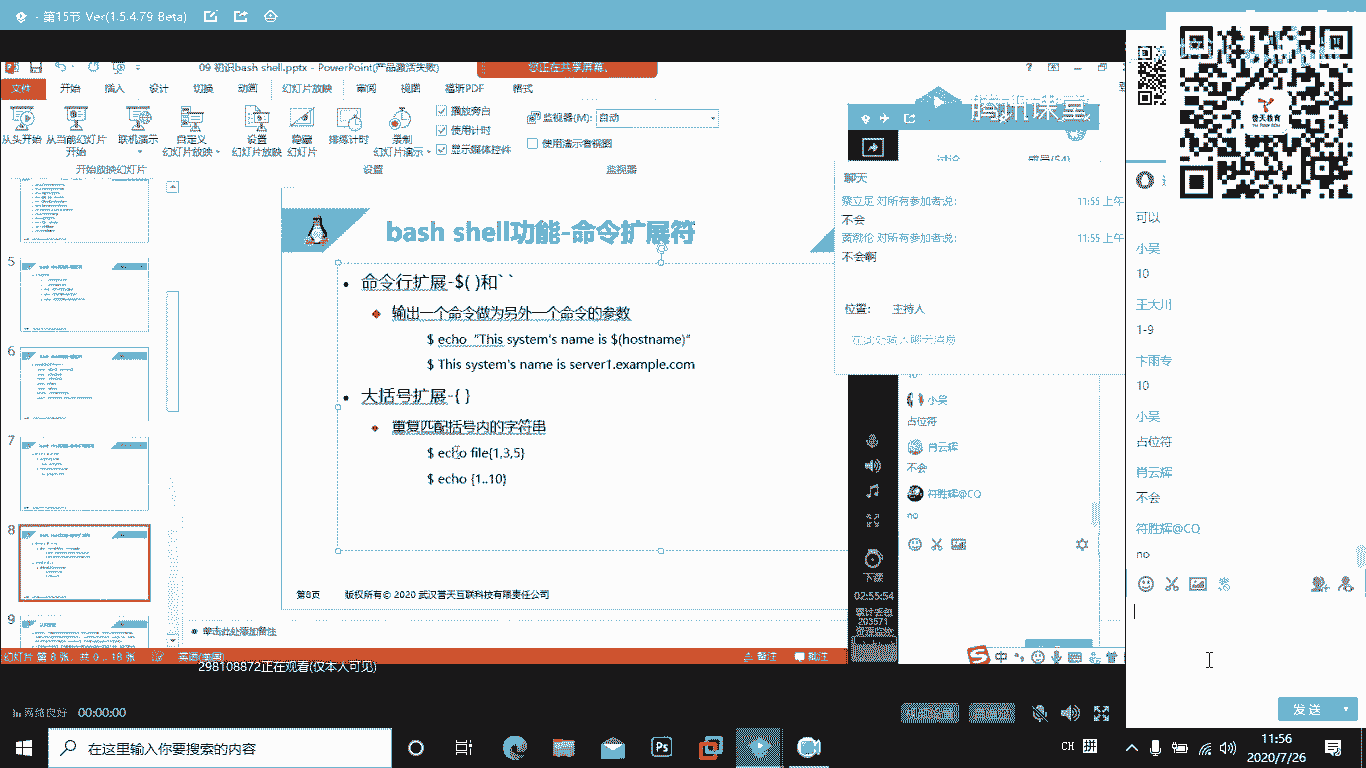 - 第15节 Ver(1.5.4.79 Beta)
09 初识bash shell.pptx - PowerPoint(产品激活失败)
您正在共享屏幕。
文件 开始 插入 设计 切换 动画 幻灯片放映 审阅 视图 福昕PDF 格式
从头开始 从当前幻灯片开始 联机演示 自定义幻灯片放映 设置幻灯片放映 隐藏幻灯片 排练计时 录制幻灯片演示
播放旁白
使用计时
显示媒体控件
监视器(M): 自动
使用演示者视图
开始放映幻灯片 设置 监视器
5
6
7
8
9
bash shell功能-命令扩展符
命令行扩展-$( )和``
输出一个命令做为另外一个命令的参数
$ echo "This system's name is $(hostname)"
$ This system's name is server1.example.com
大括号扩展-{ }
重复匹配括号内的字符串
$ echo file{1,3,5}
$ echo {1..10}
第8页 版权所有© 2020 武汉誉天互联科技有限责任公司
单击此处添加备注
备注 批注
298108872正在观看(仅本人可见)
网络良好 00:00:00
腾讯课堂
聊天
对所有参加者说: 11:55 上午
不会
对所有参加者说: 11:55 上午
不会啊
位置: 主持人
在此处输入聊天消息
小吴
占位符
肖云辉
不会
符胜辉@CQ
no
下课
02:55:54
203571
誉天教育
可以
小吴
10
王大川
1-9
卞雨专
10
小吴
占位符
肖云辉
不会
符胜辉@CQ
no
发 送
在这里输入你要搜索的内容
CH
11:56
2020/7/26